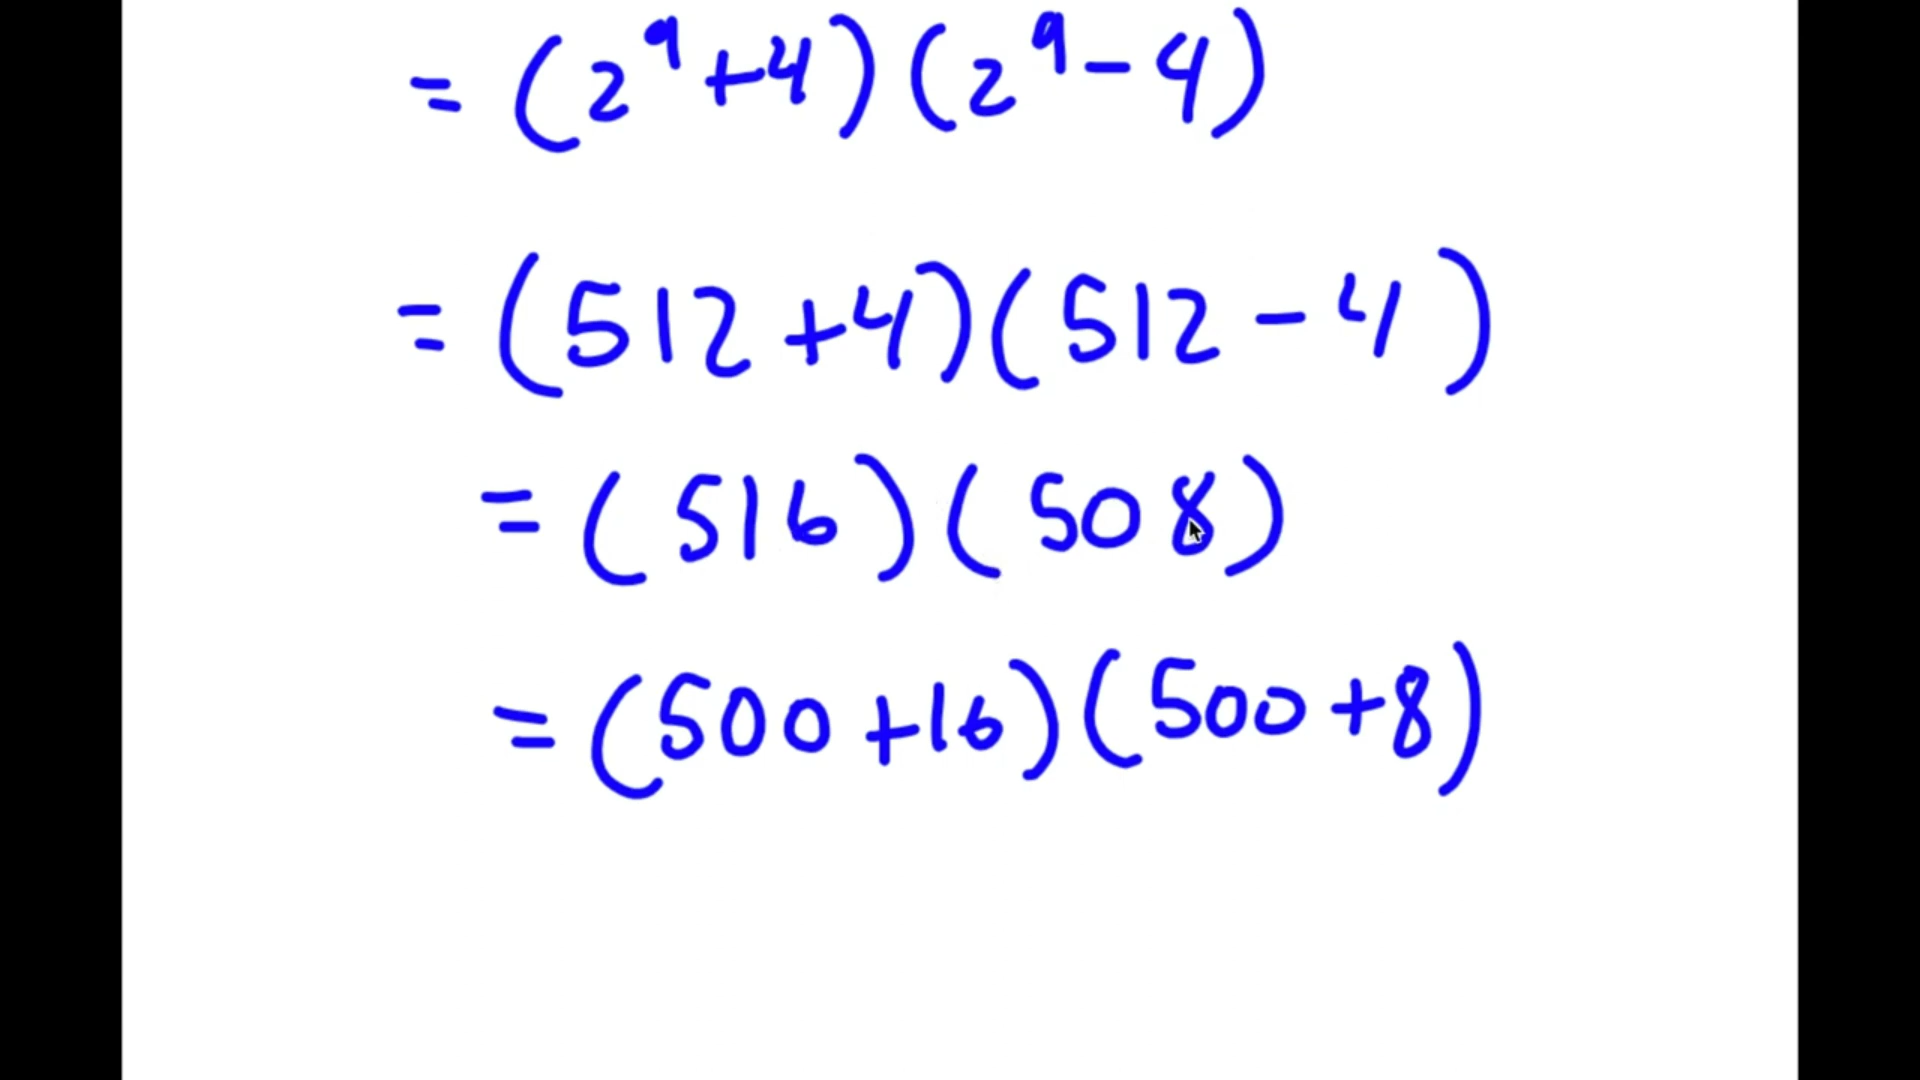 = (2⁹+4)(2⁹-4)
= (512+4)(512-4)
= (516)(508)
= (500+16)(500+8)